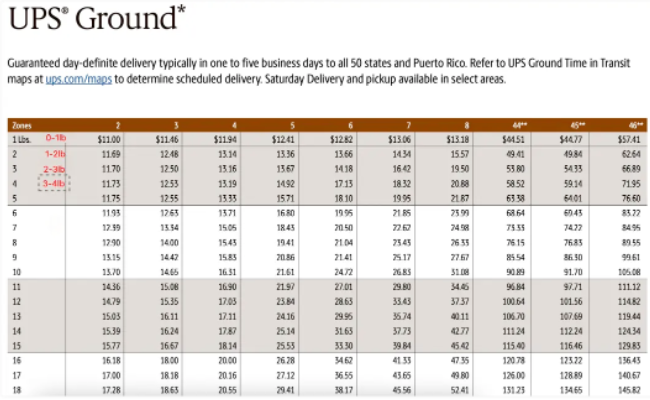 UPS® Ground*
Guaranteed day-definite delivery typically in one to five business days to all 50 states and Puerto Rico. Refer to UPS Ground Time in Transit
maps at ups.com/maps to determine scheduled delivery. Saturday Delivery and pickup available in select areas.
Zones 2 3 4 5 6 7 8 44** 45** 46**
1 Lbs. 0-1lb $11.00 $11.46 $11.94 $12.41 $12.82 $13.06 $13.18 $44.51 $44.77 $57.41
2 1-2lb 11.69 12.48 13.14 13.36 13.66 14.34 15.57 49.41 49.84 62.64
3 2-3lb 11.70 12.50 13.16 13.67 14.18 16.42 19.50 53.80 54.33 66.89
4 3-4lb 11.73 12.53 13.19 14.92 17.13 18.32 20.88 58.52 59.14 71.95
5 11.75 12.55 13.33 15.71 18.10 19.95 21.87 63.38 64.01 76.60
6 11.93 12.63 13.71 16.80 19.95 21.85 23.99 68.64 69.43 83.22
7 12.39 13.34 15.05 18.43 20.50 22.62 24.98 73.33 74.22 84.95
8 12.90 14.00 15.43 19.41 21.04 23.43 26.33 76.15 76.83 89.55
9 13.15 14.42 15.83 20.86 21.41 25.17 27.67 85.54 86.30 99.61
10 13.70 14.65 16.31 21.61 24.72 26.83 31.08 90.89 91.70 105.08
11 14.36 15.08 16.90 21.97 27.01 29.80 34.45 96.84 97.71 111.12
12 14.79 15.35 17.03 23.84 28.63 33.43 37.37 100.64 101.56 114.82
13 15.03 16.11 17.11 24.16 29.95 35.74 40.11 106.70 107.69 119.44
14 15.39 16.24 17.87 25.14 31.63 37.73 42.77 111.24 112.24 124.34
15 15.77 16.67 18.14 25.53 33.30 39.84 45.42 115.40 116.46 129.83
16 16.18 18.00 20.00 26.28 34.62 41.33 47.35 120.78 123.22 136.43
17 17.00 18.18 20.16 27.12 36.55 43.65 49.80 126.00 128.89 140.67
18 17.28 18.63 20.55 29.41 38.17 45.56 52.41 131.23 134.65 145.82